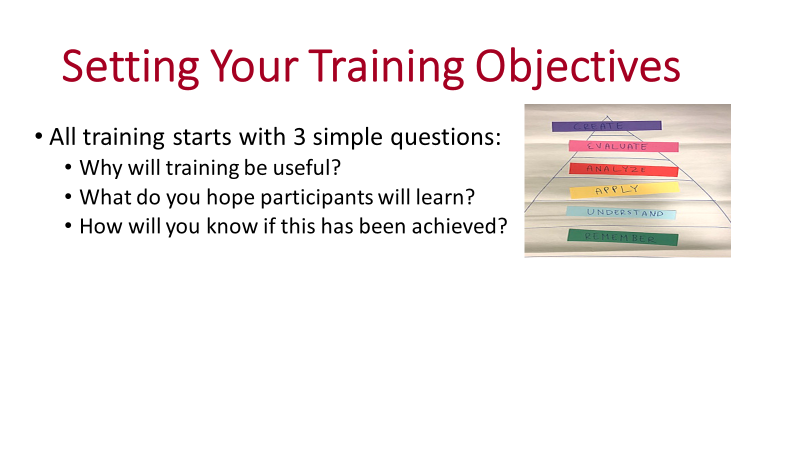 Setting Your Training Objectives
• All training starts with 3 simple questions:
• Why will training be useful?
• What do you hope participants will learn?
• How will you know if this has been achieved?
CREATE
EVALUATE
ANALYZE
APPLY
UNDERSTAND
REMEMBER